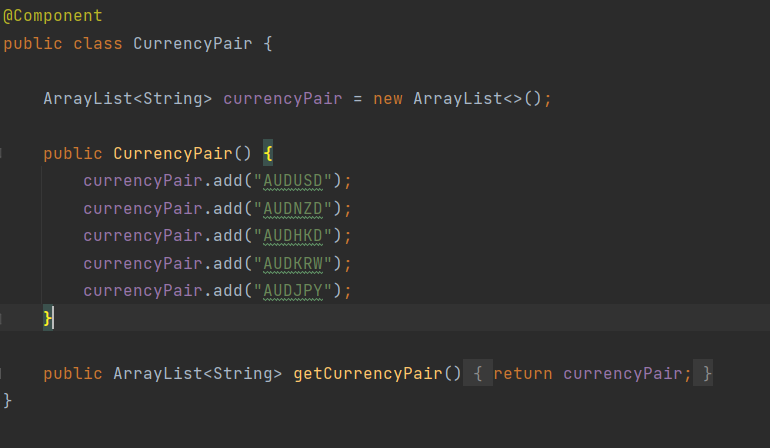 @Component
public class CurrencyPair {
ArrayList<String> currencyPair = new ArrayList<>();
public CurrencyPair() {
currencyPair.add("AUDUSD");
currencyPair.add("AUDNZD");
currencyPair.add("AUDHKD");
currencyPair.add("AUDKRW");
currencyPair.add("AUDJPY");
}
public ArrayList<String> getCurrencyPair() { return currencyPair; }
}